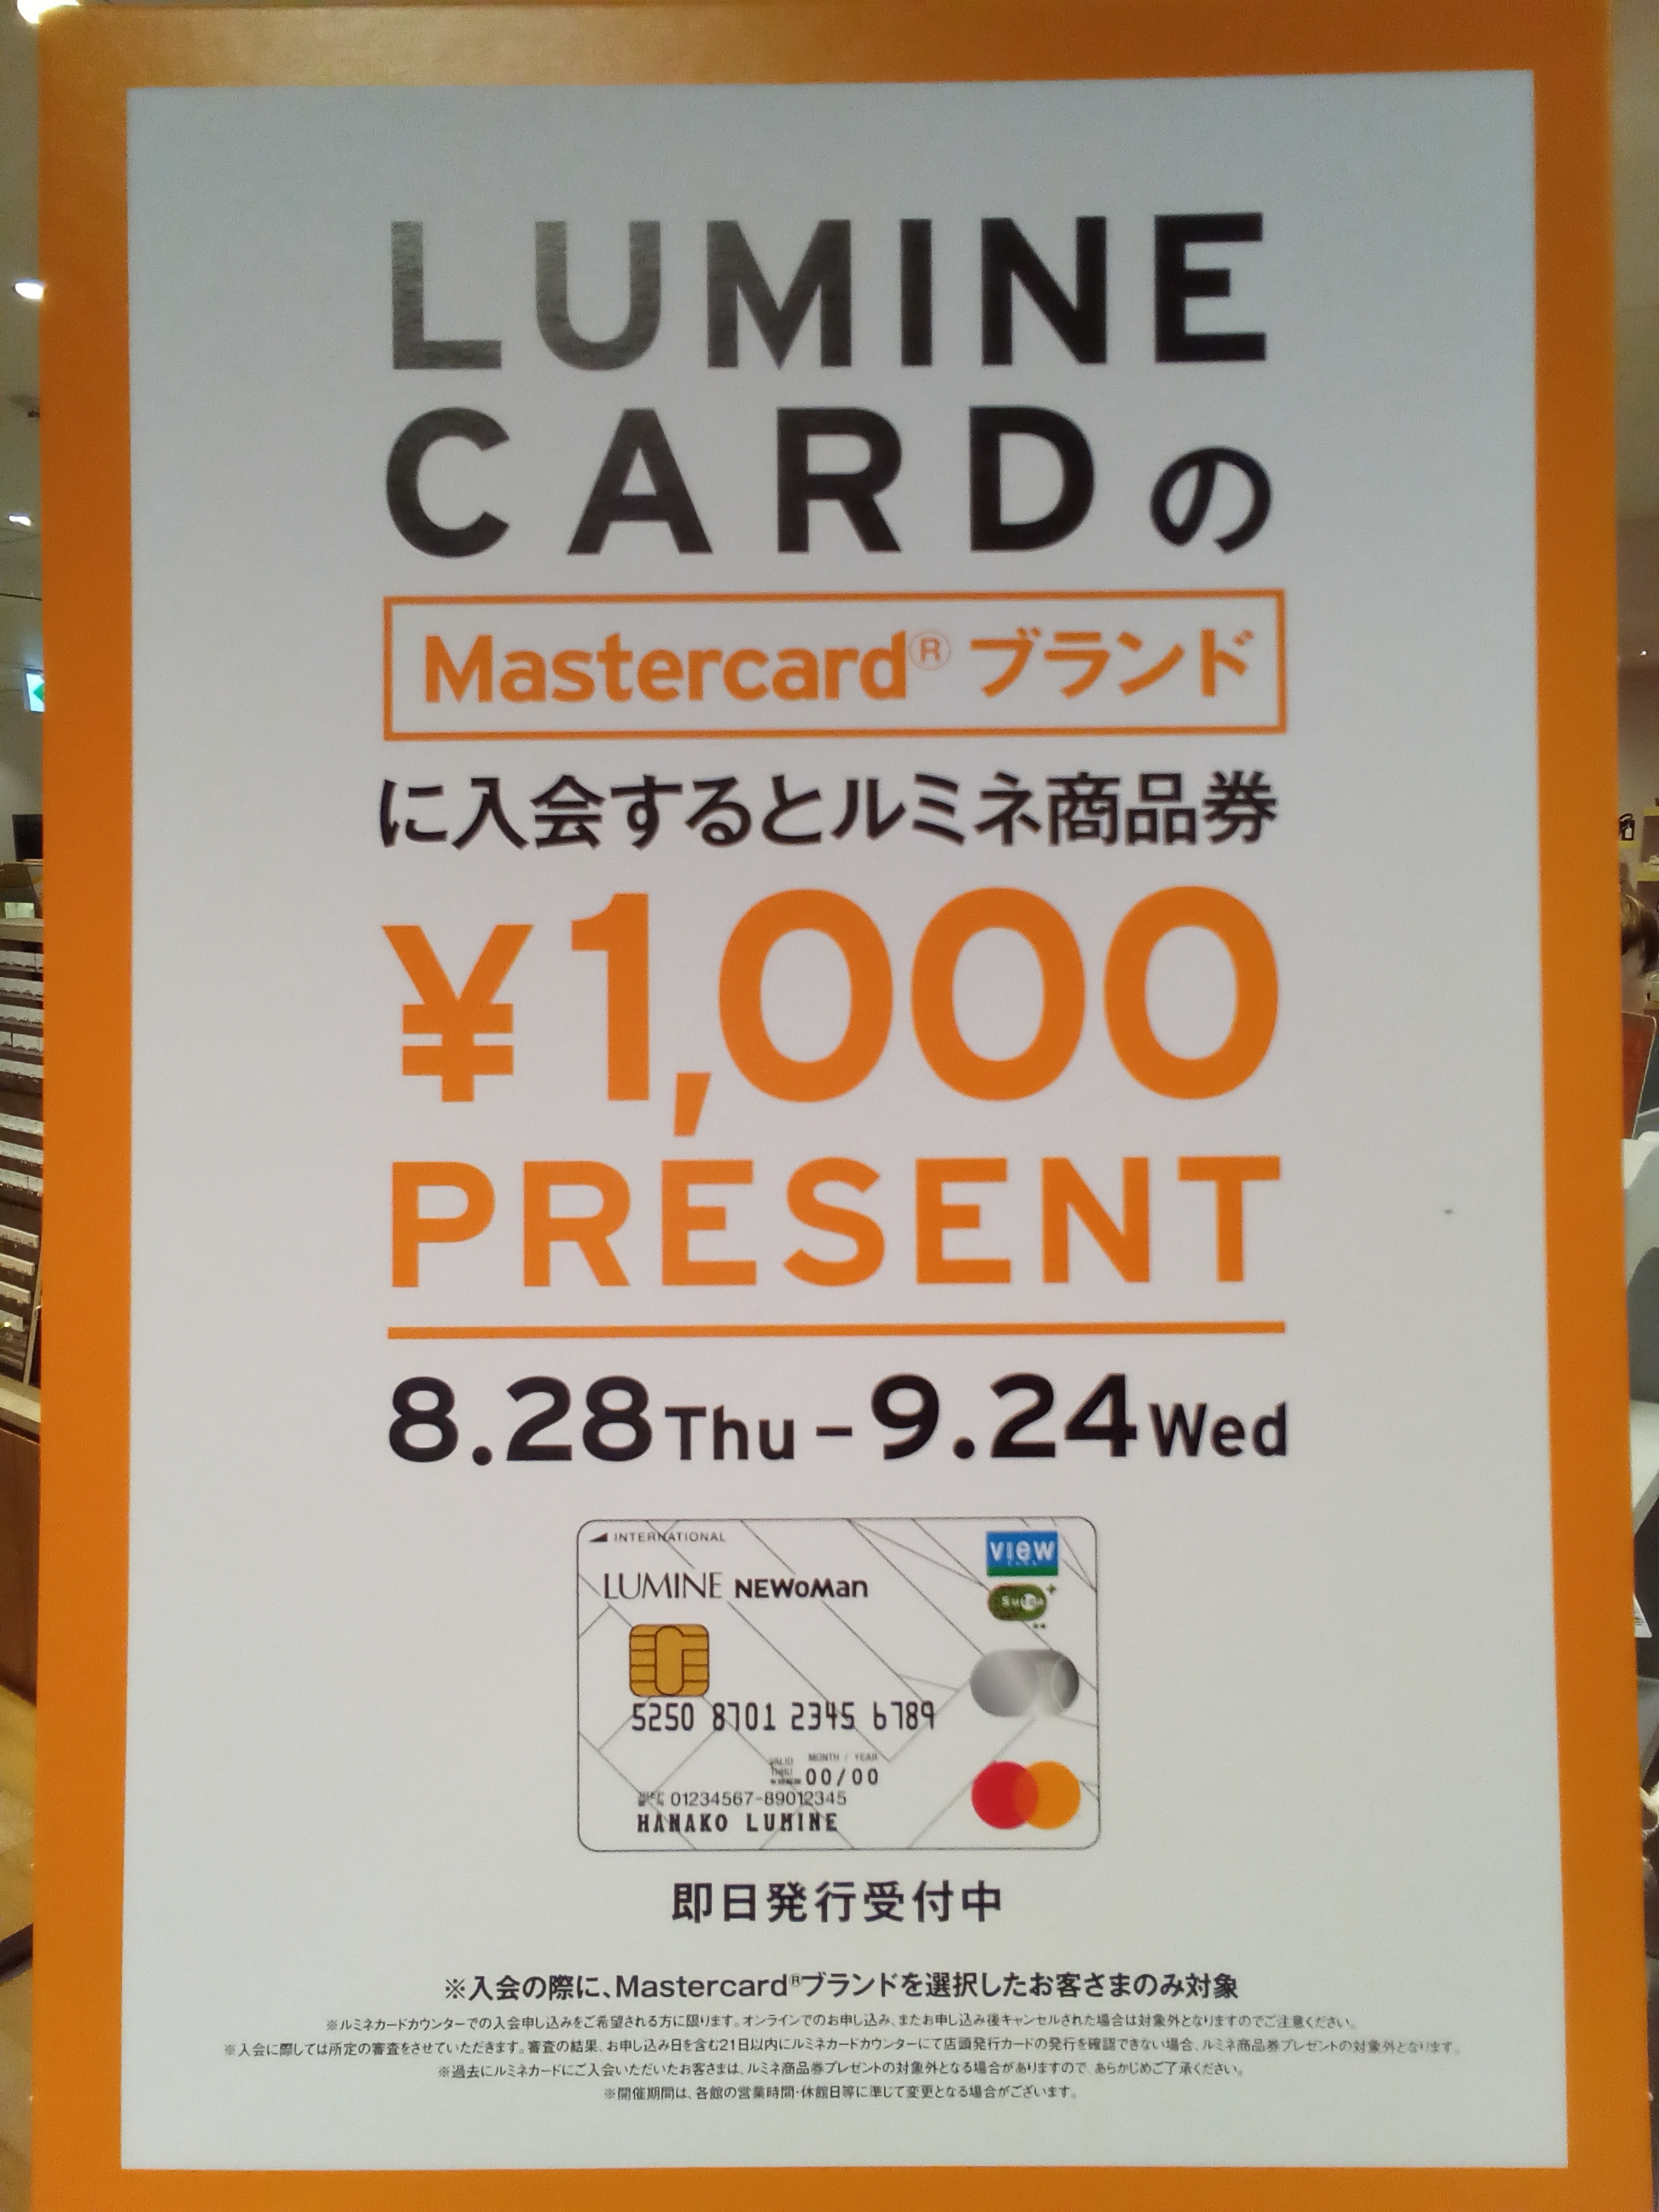 LUMINE
CARDの
Mastercard® ブランド
に入会するとルミネ商品券
¥1,000
PRESENT
8.28Thu-9.24Wed
INTERNATIONAL
VIEW
LUMINE NEWoMan
Suica
5250 8701 2345 6789
MONTH / YEAR
VALID THRU 00/00
01234567-89012345
HANAKO LUMINE
即日発行受付中
※入会の際に、Mastercard®ブランドを選択したお客さまのみ対象
※ルミネカードカウンターでの入会申し込みをご希望される方に限ります。オンラインでのお申し込み、またお申し込み後キャンセルされた場合は対象外となりますのでご注意ください。
※入会に際しては所定の審査をさせていただきます。審査の結果、お申し込み日を含む21日以内にルミネカードカウンターにて店頭発行カードの発行を確認できない場合、ルミネ商品券プレゼントの対象外となります。
※過去にルミネカードにご入会いただいたお客さまは、ルミネ商品券プレゼントの対象外となる場合がありますので、あらかじめご了承ください。
※開催期間は、各館の営業時間・休館日等に準じて変更となる場合がございます。